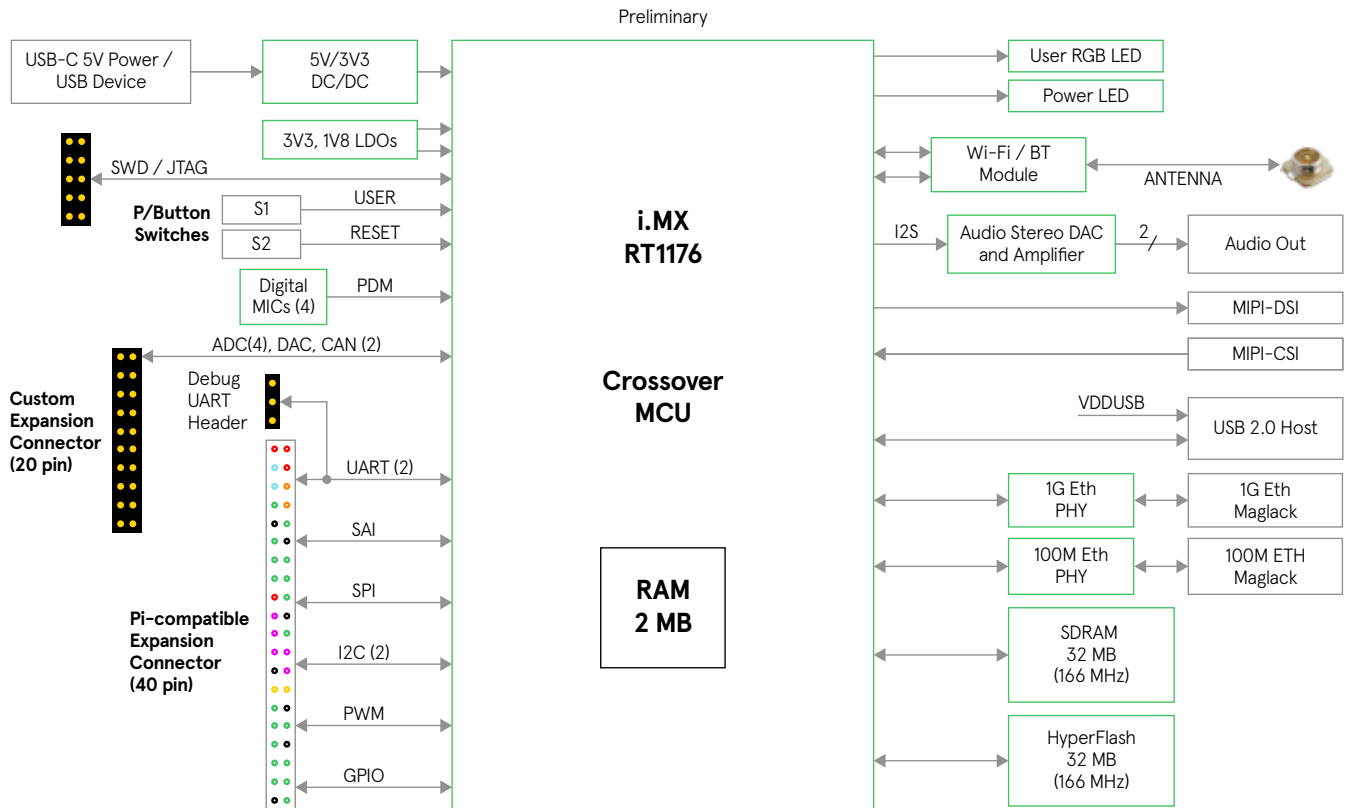 Preliminary
USB-C 5V Power /
USB Device
5V/3V3
DC/DC
3V3, 1V8 LDOs
SWD / JTAG
P/Button
Switches
S1
USER
S2
RESET
Digital
MICs (4)
PDM
ADC(4), DAC, CAN (2)
Custom
Expansion
Connector
(20 pin)
Debug
UART
Header
UART (2)
SAI
SPI
Pi-compatible
Expansion
Connector
(40 pin)
I2C (2)
PWM
GPIO
i.MX
RT1176
Crossover
MCU
RAM
2 MB
User RGB LED
Power LED
Wi-Fi / BT
Module
ANTENNA
I2S
Audio Stereo DAC
and Amplifier
2/
Audio Out
MIPI-DSI
MIPI-CSI
VDDUSB
USB 2.0 Host
1G Eth
PHY
1G Eth
Maglack
100M Eth
PHY
100M ETH
Maglack
SDRAM
32 MB
(166 MHz)
HyperFlash
32 MB
(166 MHz)